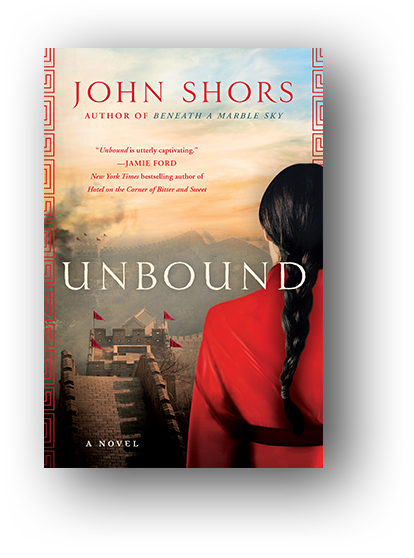 JOHN SHORS
AUTHOR OF BENEATH A MARBLE SKY
"Unbound is utterly captivating."
—JAMIE FORD
New York Times bestselling author of
Hotel on the Corner of Bitter and Sweet
UNBOUND
A NOVEL